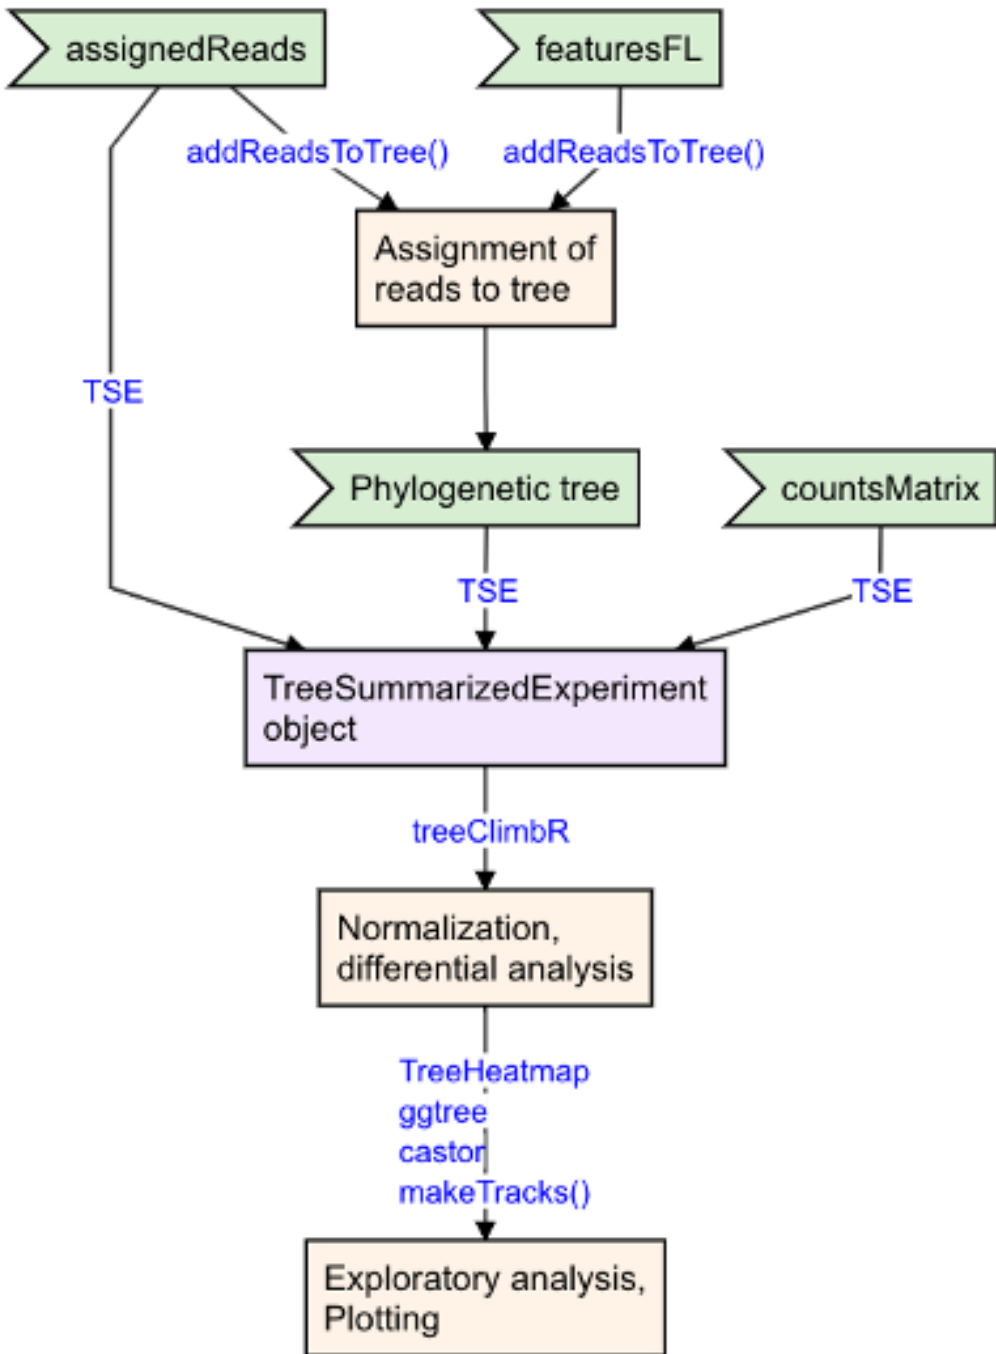 assignedReads
featuresFL
addReadsToTree()
addReadsToTree()
Assignment of
reads to tree
TSE
Phylogenetic tree
countsMatrix
TSE
TSE
TreeSummarizedExperiment
object
treeClimbR
Normalization,
differential analysis
TreeHeatmap
ggtree
castor
makeTracks()
Exploratory analysis,
Plotting